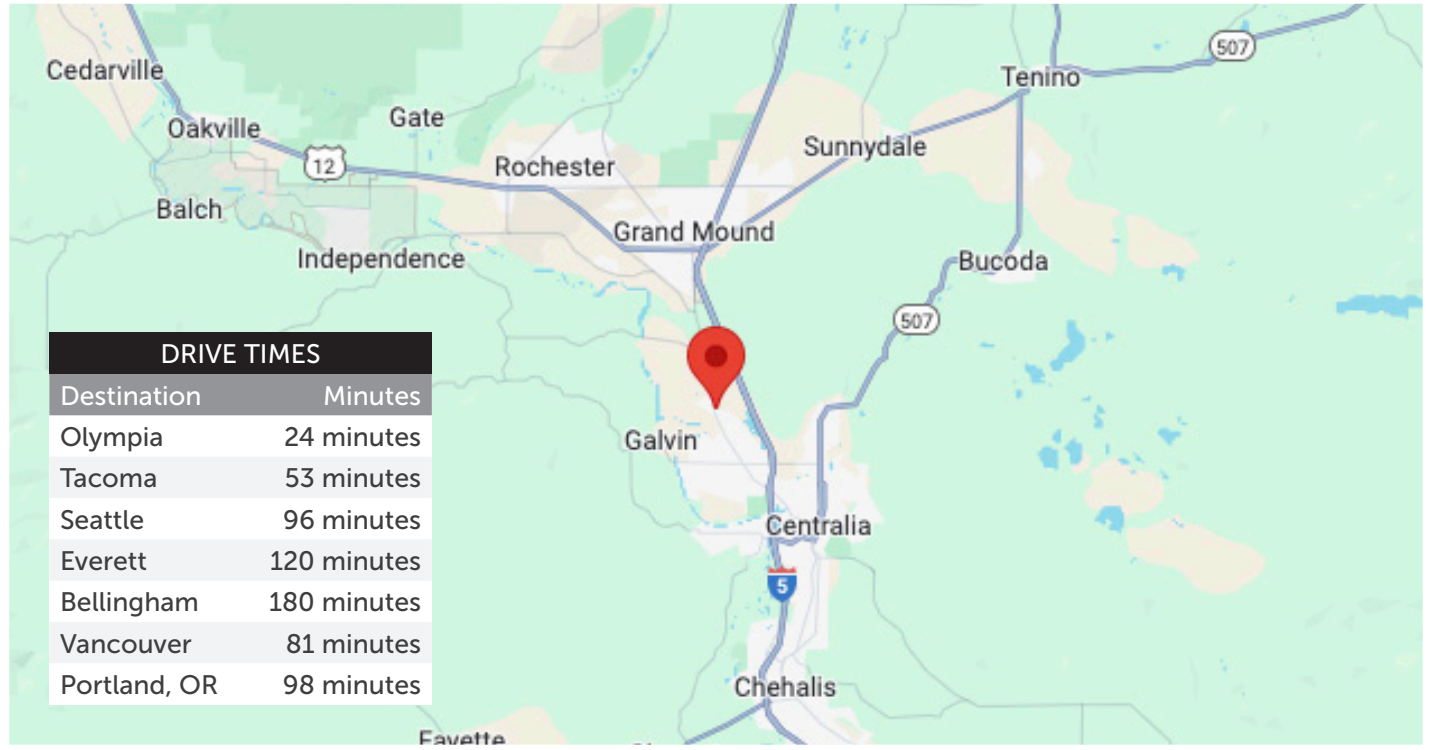 507
Cedarville
Tenino
Gate
Oakville
Sunnydale
12
Rochester
Balch
Grand Mound
Independence
Bucoda
507
DRIVE TIMES
Destination Minutes
Olympia 24 minutes
Tacoma 53 minutes
Seattle 96 minutes
Everett 120 minutes
Bellingham 180 minutes
Vancouver 81 minutes
Portland, OR 98 minutes
Galvin
Centralia
5
Chehalis
Fayette